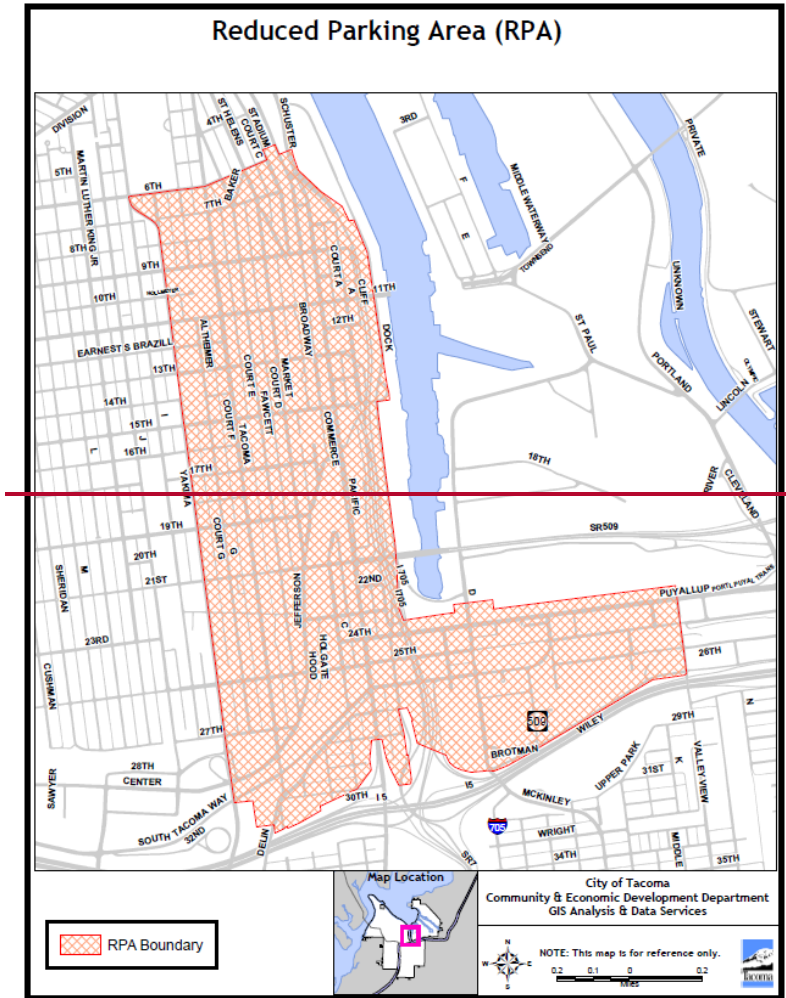 Reduced Parking Area (RPA)
DIVISION
4TH
ST HELENS
STADIUM
COURT C
SCHUSTER
3RD
PRIVATE
5TH
MARTIN LUTHER KING JR
6TH
BAKER
7TH
F
E
MIDDLE WATERWAY
TOWNSEND
8TH
9TH
COURT A
A
CLIFF
11TH
UNKNOWN
10TH
BROADWAY
12TH
DOCK
ST PAUL
STEWART
EARNEST S BRAZILL
ALTHEIMER
13TH
COURT E
MARKET
COURT D
FAWCETT
PORTLAND
LINCOLN
14TH
I
15TH
J
COURT F
TACOMA
COMMERCE
L
16TH
17TH
18TH
YAKIMA
PACIFIC
RIVER
CLEVELAND
19TH
COURT G
G
SR509
20TH
M
21ST
SHERIDAN
22ND
I 705
I705
D
PUYALLUP
JEFFERSON
C
24TH
23RD
HOLGATE
HOOD
25TH
26TH
CUSHMAN
27TH
509
WILEY
29TH
N
BROTMAN
28TH
CENTER
SAWYER
UPPER PARK
K
VALLEY VIEW
31ST
30TH
I 5
I5
MCKINLEY
SOUTH TACOMA WAY
32ND
DELIN
705
WRIGHT
SR7
34TH
MIDDLE
35TH
Map Location
City of Tacoma
Community & Economic Development Department
GIS Analysis & Data Services
RPA Boundary
N
W
E
S
NOTE: This map is for reference only.
0.2 0.1 0 0.2
Miles
Tacoma